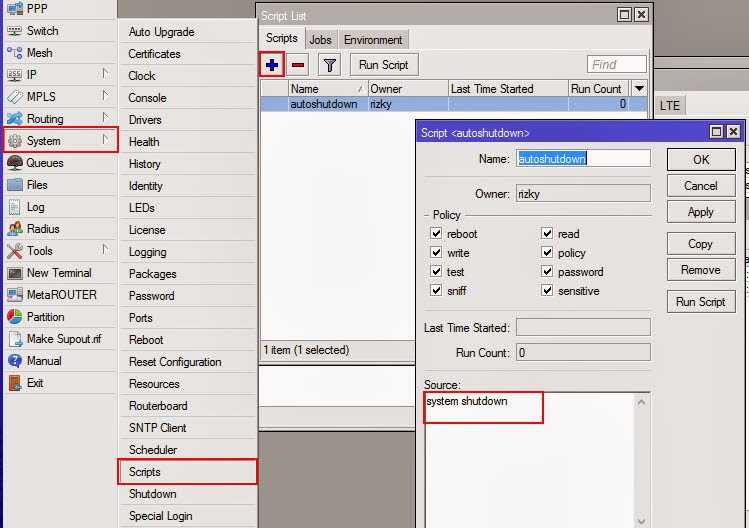 PPP
Switch
Mesh
IP
MPLS
Routing
System
Queues
Files
Log
Radius
Tools
New Terminal
MetaROUTER
Partition
Make Supout.rif
Manual
Exit
Auto Upgrade
Certificates
Clock
Console
Drivers
Health
History
Identity
LEDs
License
Logging
Packages
Password
Ports
Reboot
Reset Configuration
Resources
Routerboard
SNTP Client
Scheduler
Scripts
Shutdown
Special Login
Script List
Scripts Jobs Environment
Run Script Find
Name Owner Last Time Started Run Count
autoshutdown rizky 0
1 item (1 selected)
LTE
Script <autoshutdown>
Name: autoshutdown
Owner: rizky
Policy
reboot read
write policy
test password
sniff sensitive
Last Time Started:
Run Count: 0
Source:
system shutdown
OK
Cancel
Apply
Copy
Remove
Run Script